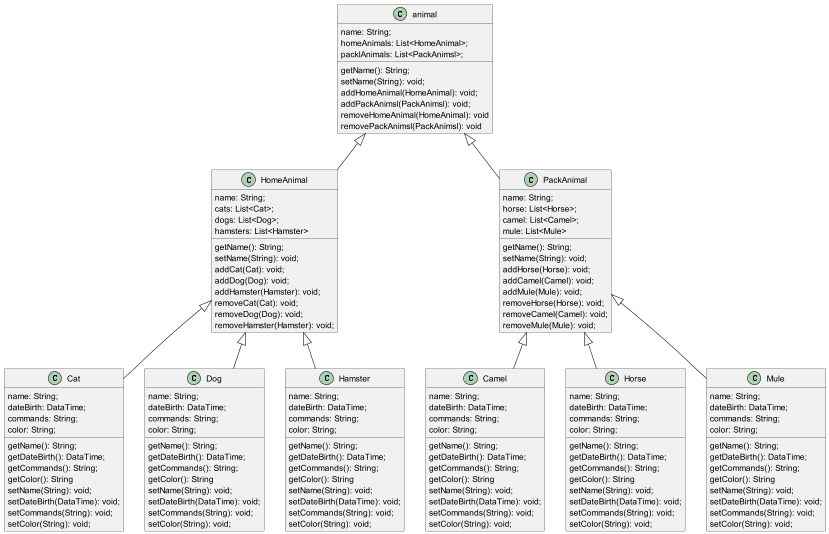 C animal
name: String;
homeAnimals: List<HomeAnimal>;
packlAnimals: List<PackAnimsl>;
getName(): String;
setName(String): void;
addHomeAnimal(HomeAnimal): void;
addPackAnimsl(PackAnimsl): void;
removeHomeAnimal(HomeAnimal): void
removePackAnimsl(PackAnimsl): void
C HomeAnimal
name: String;
cats: List<Cat>;
dogs: List<Dog>;
hamsters: List<Hamster>
getName(): String;
setName(String): void;
addCat(Cat): void;
addDog(Dog): void;
addHamster(Hamster): void;
removeCat(Cat): void;
removeDog(Dog): void;
removeHamster(Hamster): void;
C PackAnimal
name: String;
horse: List<Horse>;
camel: List<Camel>;
mule: List<Mule>
getName(): String;
setName(String): void;
addHorse(Horse): void;
addCamel(Camel): void;
addMule(Mule): void;
removeHorse(Horse): void;
removeCamel(Camel): void;
removeMule(Mule): void;
C Cat
name: String;
dateBirth: DataTime;
commands: String;
color: String;
getName(): String;
getDateBirth(): DataTime;
getCommands(): String;
getColor(): String
setName(String): void;
setDateBirth(DataTime): void;
setCommands(String): void;
setColor(String): void;
C Dog
name: String;
dateBirth: DataTime;
commands: String;
color: String;
getName(): String;
getDateBirth(): DataTime;
getCommands(): String;
getColor(): String
setName(String): void;
setDateBirth(DataTime): void;
setCommands(String): void;
setColor(String): void;
C Hamster
name: String;
dateBirth: DataTime;
commands: String;
color: String;
getName(): String;
getDateBirth(): DataTime;
getCommands(): String;
getColor(): String
setName(String): void;
setDateBirth(DataTime): void;
setCommands(String): void;
setColor(String): void;
C Camel
name: String;
dateBirth: DataTime;
commands: String;
color: String;
getName(): String;
getDateBirth(): DataTime;
getCommands(): String;
getColor(): String
setName(String): void;
setDateBirth(DataTime): void;
setCommands(String): void;
setColor(String): void;
C Horse
name: String;
dateBirth: DataTime;
commands: String;
color: String;
getName(): String;
getDateBirth(): DataTime;
getCommands(): String;
getColor(): String
setName(String): void;
setDateBirth(DataTime): void;
setCommands(String): void;
setColor(String): void;
C Mule
name: String;
dateBirth: DataTime;
commands: String;
color: String;
getName(): String;
getDateBirth(): DataTime;
getCommands(): String;
getColor(): String
setName(String): void;
setDateBirth(DataTime): void;
setCommands(String): void;
setColor(String): void;